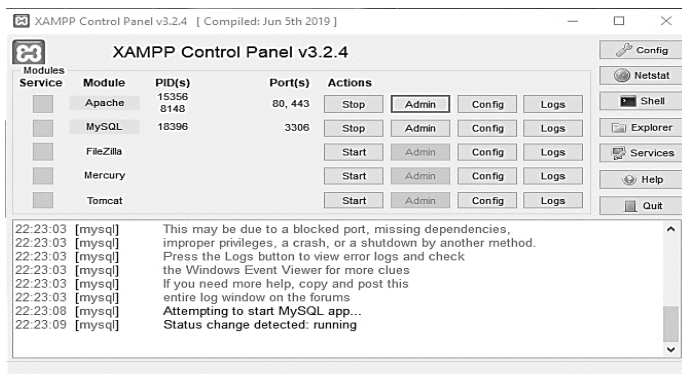 XAMPP Control Panel v3.2.4 [ Compiled: Jun 5th 2019 ]
XAMPP Control Panel v3.2.4
Config
Modules
Service Module PID(s) Port(s) Actions
Netstat
Apache 15356 8148 80, 443 Stop Admin Config Logs
Shell
MySQL 18396 3306 Stop Admin Config Logs
Explorer
FileZilla Start Admin Config Logs
Services
Mercury Start Admin Config Logs
Help
Tomcat Start Admin Config Logs
Quit
22:23:03 [mysql] This may be due to a blocked port, missing dependencies,
22:23:03 [mysql] improper privileges, a crash, or a shutdown by another method.
22:23:03 [mysql] Press the Logs button to view error logs and check
22:23:03 [mysql] the Windows Event Viewer for more clues
22:23:03 [mysql] If you need more help, copy and post this
22:23:03 [mysql] entire log window on the forums
22:23:08 [mysql] Attempting to start MySQL app...
22:23:09 [mysql] Status change detected: running